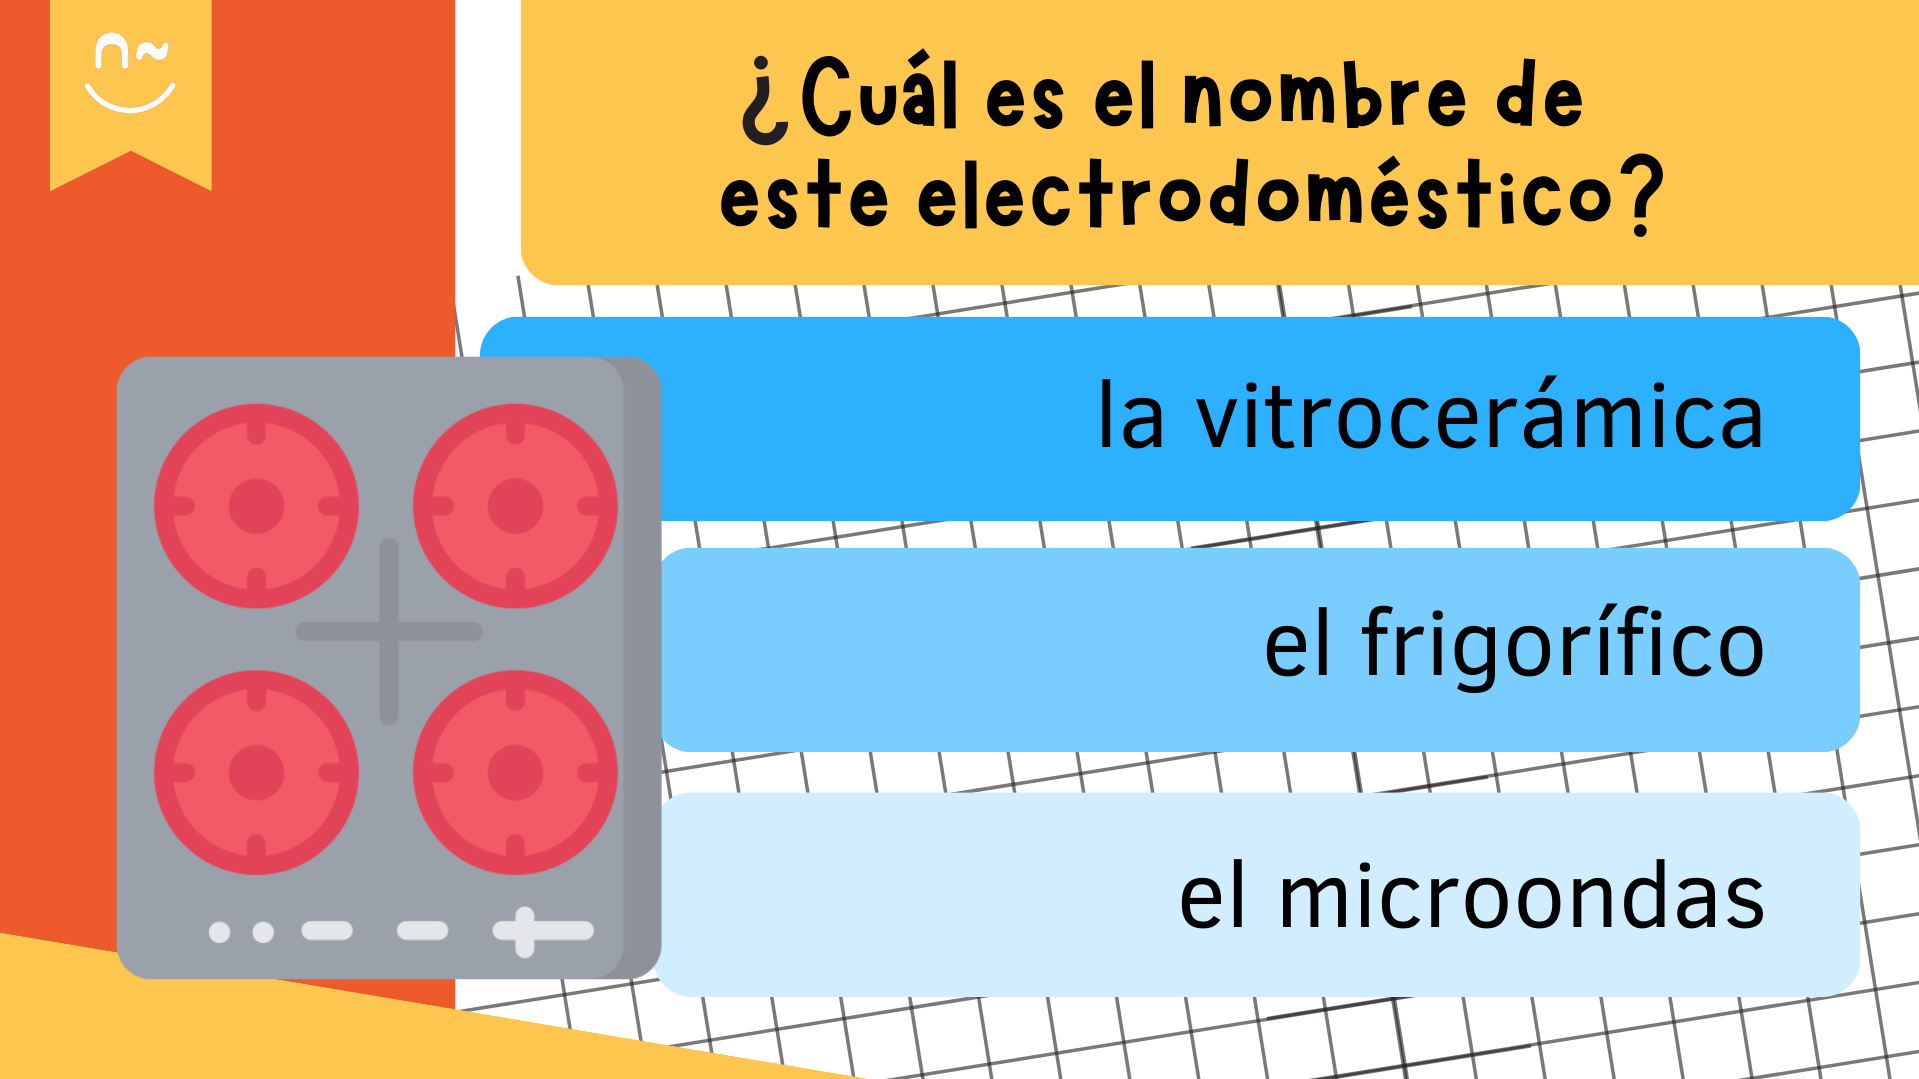 ¿Cuál es el nombre de
este electrodoméstico?
la vitrocerámica
el frigorífico
el microondas